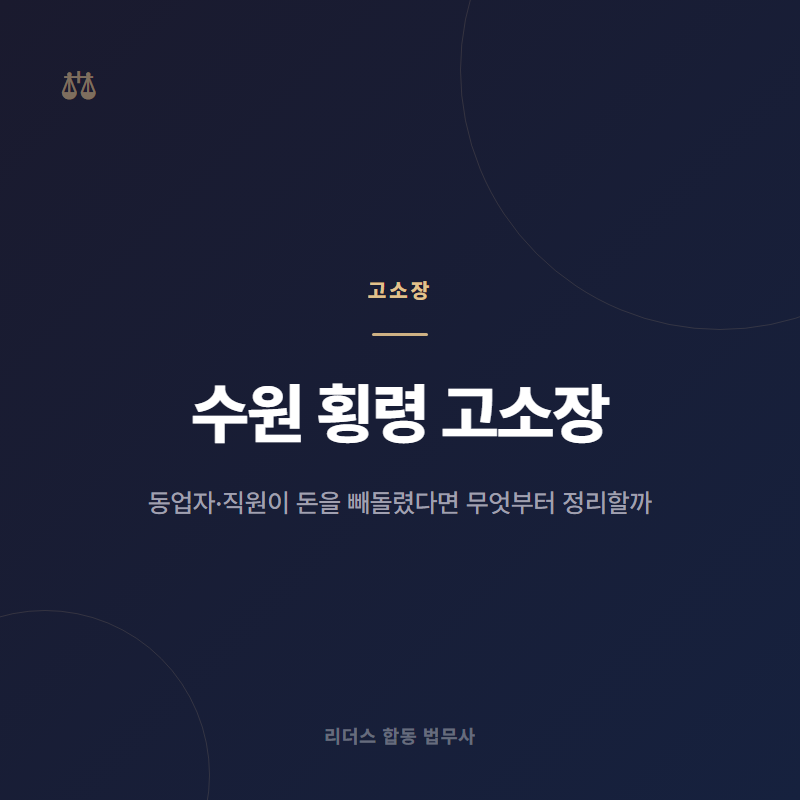 고소장
수원 횡령 고소장
동업자·직원이 돈을 빼돌렸다면 무엇부터 정리할까
리더스 합동 법무사